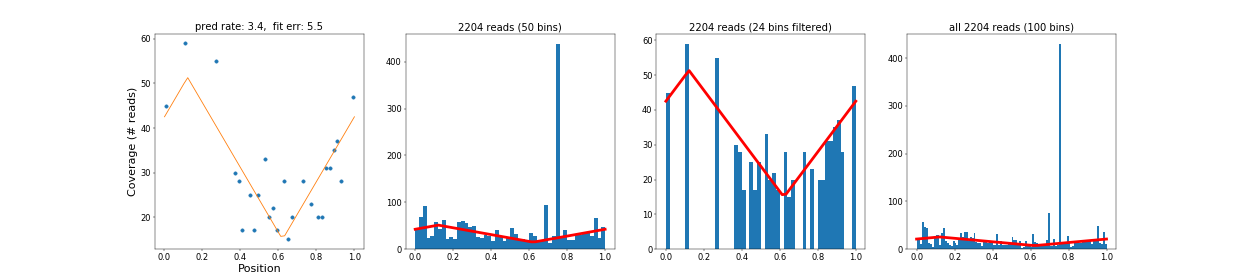 pred rate: 3.4, fit err: 5.5
60
50
40
30
20
0.0 0.2 0.4 0.6 0.8 1.0
Coverage (# reads)
Position
2204 reads (50 bins)
400
300
200
100
0
0.0 0.2 0.4 0.6 0.8 1.0
2204 reads (24 bins filtered)
60
50
40
30
20
10
0
0.0 0.2 0.4 0.6 0.8 1.0
all 2204 reads (100 bins)
400
300
200
100
0
0.0 0.2 0.4 0.6 0.8 1.0